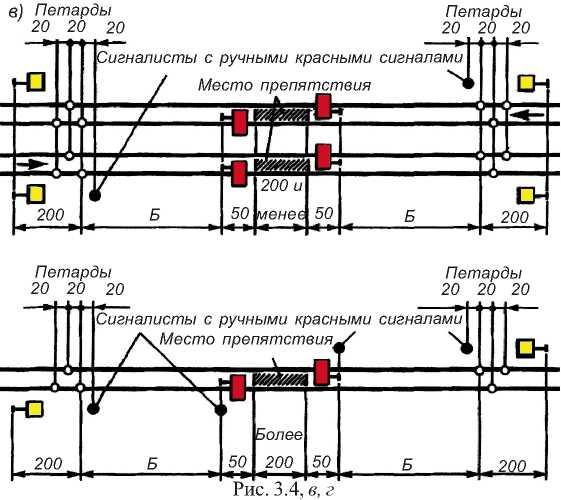 Петарды Петарды
в) 20 20 20 20 20 20
Сигналисты с ручными красными сигналами
Место препятствия
200 и
200 Б 50 менее 50 Б 200
Петарды Петарды
20 20 20 20 20 20
Сигналисты с ручными красными сигналами
Место препятствия
Более
200 Б 50 200 50 Б 200
Рис. 3.4, в, г